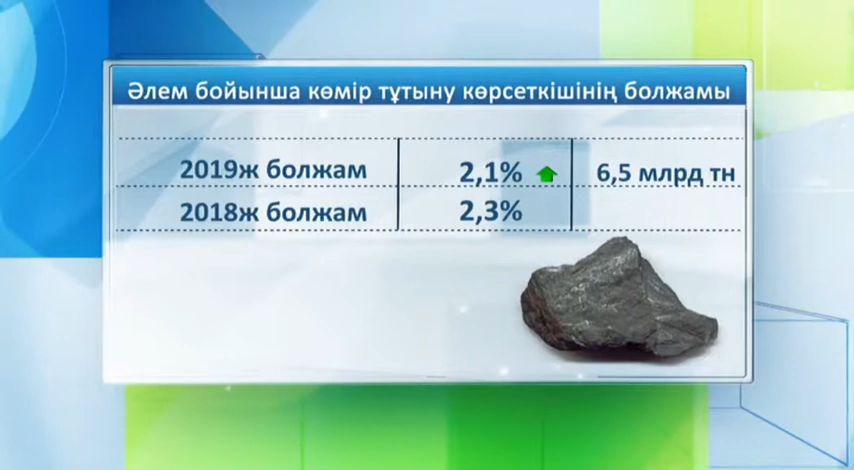 Әлем бойынша көмір тұтыну көрсеткішінің болжамы
2019ж болжам 2,1% 6,5 млрд тн
2018ж болжам 2,3%